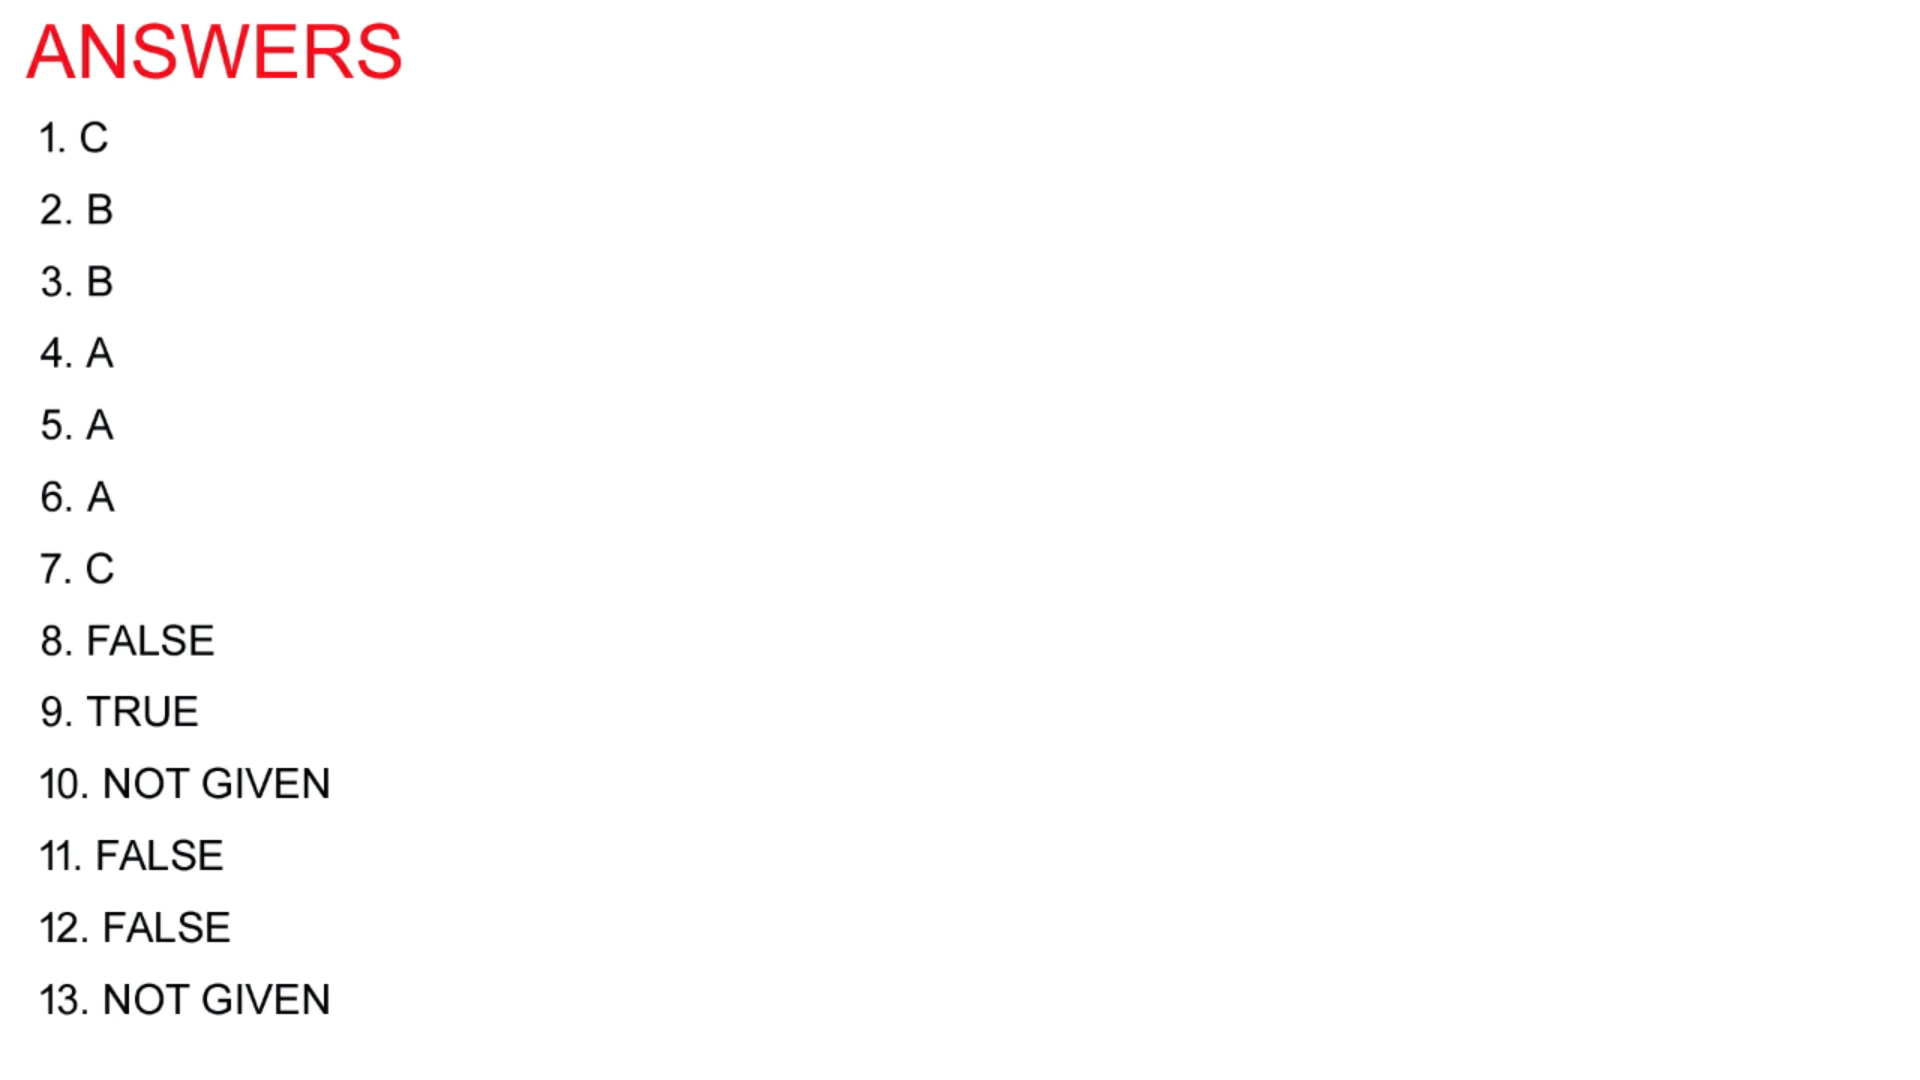 ANSWERS
1. C
2. B
3. B
4. A
5. A
6. A
7. C
8. FALSE
9. TRUE
10. NOT GIVEN
11. FALSE
12. FALSE
13. NOT GIVEN